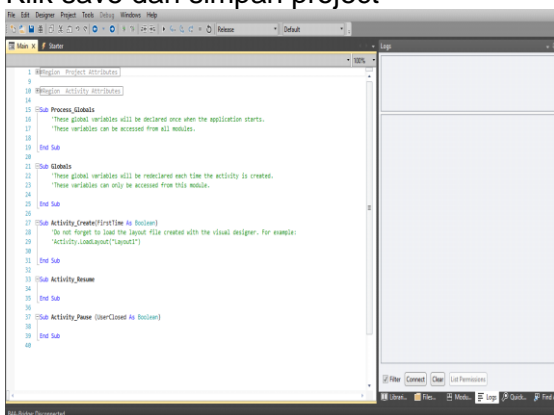 Klik save dan simpan project
File Edit Designer Project Tools Debug Windows Help
Release Default
Main X Starter
Logs
100%
1 Region Project Attributes
9
10 Region Activity Attributes
14
15 Sub Process_Globals
16 'These global variables will be declared once when the application starts.
17 'These variables can be accessed from all modules.
18
19 End Sub
20
21 Sub Globals
22 'These global variables will be redeclared each time the activity is created.
23 'These variables can only be accessed from this module.
24
25 End Sub
26
27 Sub Activity_Create(FirstTime As Boolean)
28 'Do not forget to load the layout file created with the visual designer. For example:
29 'Activity.LoadLayout("Layout1")
30
31 End Sub
32
33 Sub Activity_Resume
34
35 End Sub
36
37 Sub Activity_Pause (UserClosed As Boolean)
38
39 End Sub
40
Filter Connect Clear List Permissions
Librari... Files... Modu... Logs Quick... Find
B4A-Bridge: Disconnected